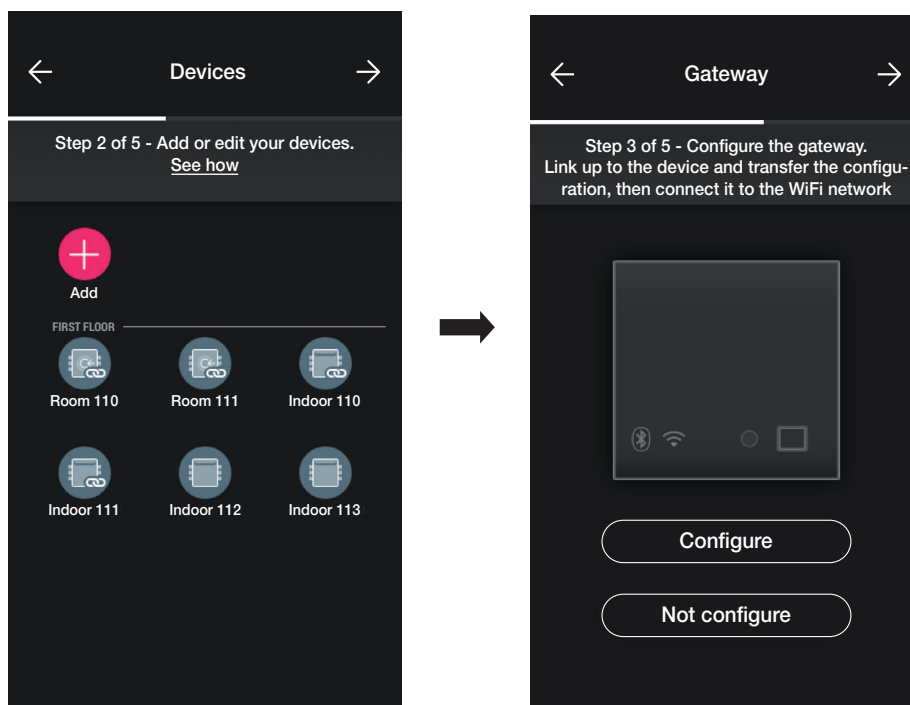 Devices
Step 2 of 5 - Add or edit your devices.
See how
Add
FIRST FLOOR
Room 110 Room 111 Indoor 110
Indoor 111 Indoor 112 Indoor 113
Gateway
Step 3 of 5 - Configure the gateway.
Link up to the device and transfer the configu-
ration, then connect it to the WiFi network
Configure
Not configure